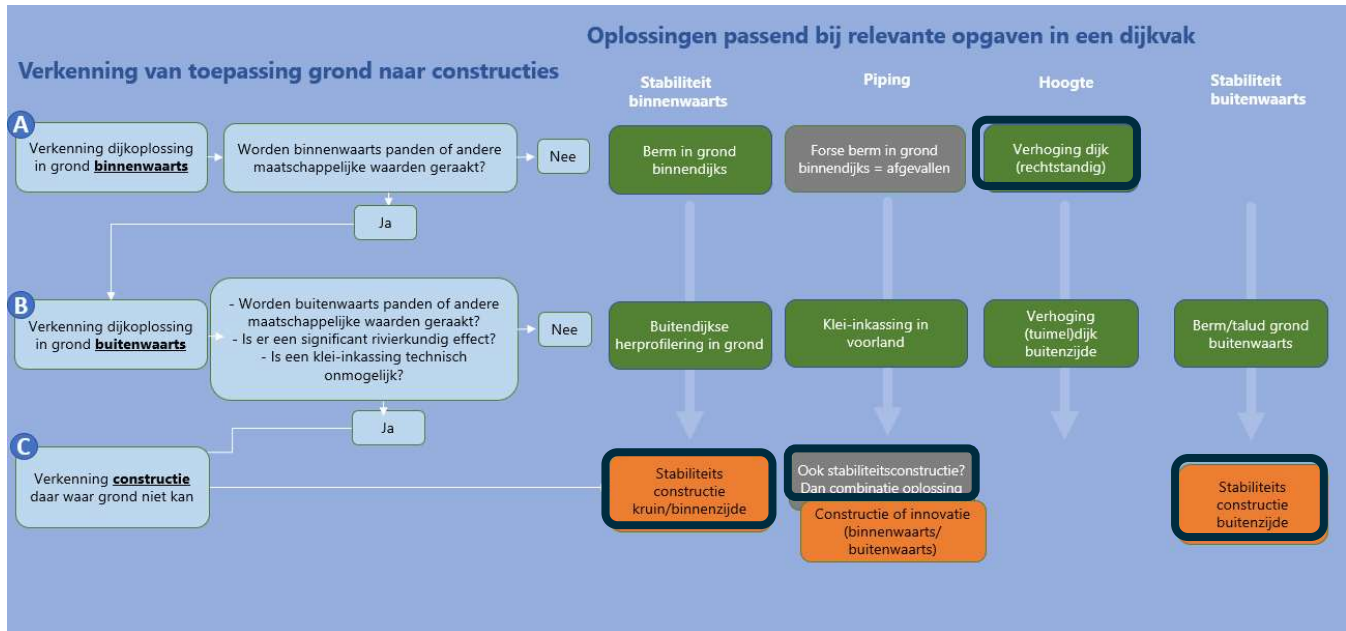 Oplossingen passend bij relevante opgaven in een dijkvak
Verkenning van toepassing grond naar constructies
Stabiliteit
binnenwaarts
Piping
Hoogte
Stabiliteit
buitenwaarts
A
Verkenning dijkoplossing
in grond binnenwaarts
Worden binnenwaarts panden of andere
maatschappelijke waarden geraakt?
Nee
Berm in grond
binnendijks
Forse berm in grond
binnendijks = afgevallen
Verhoging dijk
(rechtstandig)
Ja
B
Verkenning dijkoplossing
in grond buitenwaarts
- Worden buitenwaarts panden of andere
maatschappelijke waarden geraakt?
- Is er een significant rivierkundig effect?
- Is een klei-inkassing technisch
onmogelijk?
Nee
Buitendijkse
herprofilering in grond
Klei-inkassing in
voorland
Verhoging
(tuimel)dijk
buitenzijde
Berm/talud grond
buitenwaarts
Ja
C
Verkenning constructie
daar waar grond niet kan
Stabiliteits
constructie
kruin/binnenzijde
Ook stabiliteitsconstructie?
Dan combinatie oplossing
Constructie of innovatie
(binnenwaarts/
buitenwaarts)
Stabiliteits
constructie
buitenzijde